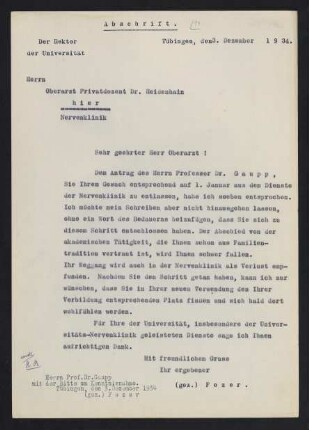 Abschrift.
Der Rektor
der Universität
Tübingen, den 3. Dezember 1934.
Herrn
Oberarzt Privatdozent Dr. Heidenhain
hier
Nervenklinik
Sehr geehrter Herr Oberarzt !
Dem Antrag des Herrn Professor Dr. Gaupp,
Sie Ihrem Gesuch entsprechend auf 1. Januar aus dem Dienste
der Nervenklinik zu entlassen, habe ich soeben entsprochen.
Ich möchte mein Schreiben aber nicht hinausgehen lassen,
ohne ein Wort des Bedauerns beizufügen, dass Sie sich zu
diesem Schritt entschlossen haben. Der Abschied von der
akademischen Tätigkeit, die Ihnen schon aus Familien-
tradition vertraut ist, wird Ihnen schwer fallen.
Ihr Weggang wird auch in der Nervenklinik als Verlust emp-
funden. Nachdem Sie den Schritt getan haben, kann ich nur
wünschen, dass Sie in Ihrer neuen Verwendung den Ihrer
Vorbildung entsprechenden Platz finden und sich bald dort
wohlfühlen werden.
Für Ihre der Universität, insbesondere der Univer-
sitäts-Nervenklinik geleisteten Dienste sage ich Ihnen
aufrichtigen Dank.
Mit freundlichem Gruss
Ihr ergebener
(gez.) Fezer.
Herrn Prof.Dr.Gaupp
mit der Bitte um Kenntnisnahme.
Tübingen, den 3.Dezember 1934
(gez.) Fezer